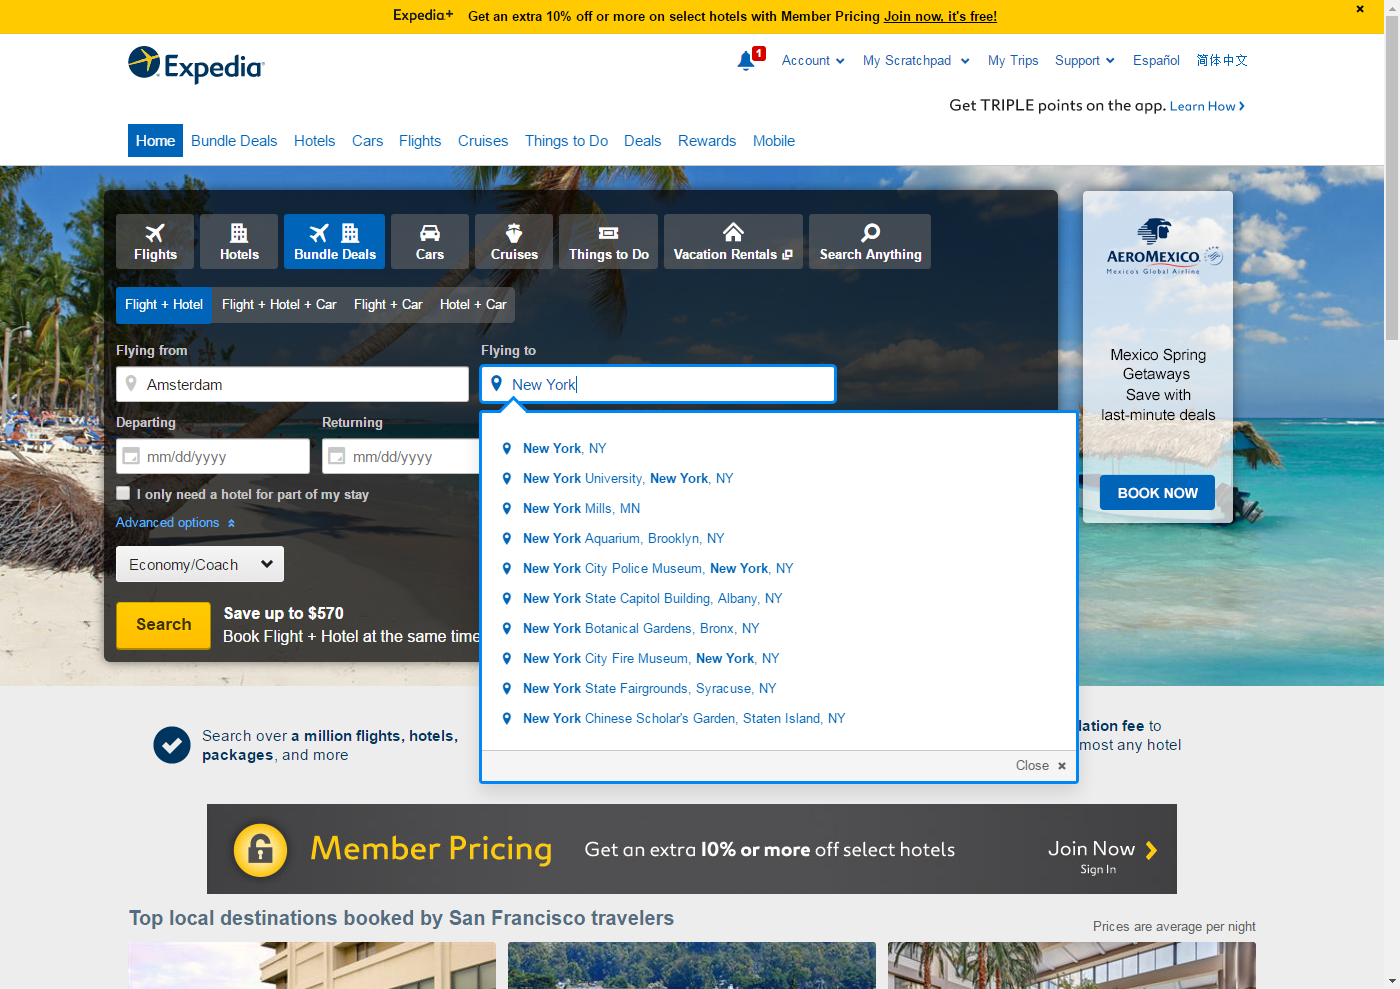 Expedia+ Get an extra 10% off or more on select hotels with Member Pricing Join now, it's free!
Expedia
1 Account My Scratchpad My Trips Support Español 简体中文
Get TRIPLE points on the app. Learn How
Home Bundle Deals Hotels Cars Flights Cruises Things to Do Deals Rewards Mobile
Flights Hotels Bundle Deals Cars Cruises Things to Do Vacation Rentals Search Anything
Flight + Hotel Flight + Hotel + Car Flight + Car Hotel + Car
Flying from Flying to
Amsterdam New York
Departing Returning
mm/dd/yyyy mm/dd/yyyy
I only need a hotel for part of my stay
Advanced options
Economy/Coach
Search
Save up to $570
Book Flight + Hotel at the same time
New York, NY
New York University, New York, NY
New York Mills, MN
New York Aquarium, Brooklyn, NY
New York City Police Museum, New York, NY
New York State Capitol Building, Albany, NY
New York Botanical Gardens, Bronx, NY
New York City Fire Museum, New York, NY
New York State Fairgrounds, Syracuse, NY
New York Chinese Scholar's Garden, Staten Island, NY
Close
AEROMEXICO
Mexico's Global Airline
Mexico Spring
Getaways
Save with
last-minute deals
BOOK NOW
Search over a million flights, hotels,
packages, and more
lation fee to
most any hotel
Member Pricing Get an extra 10% or more off select hotels Join Now
Sign In
Top local destinations booked by San Francisco travelers
Prices are average per night